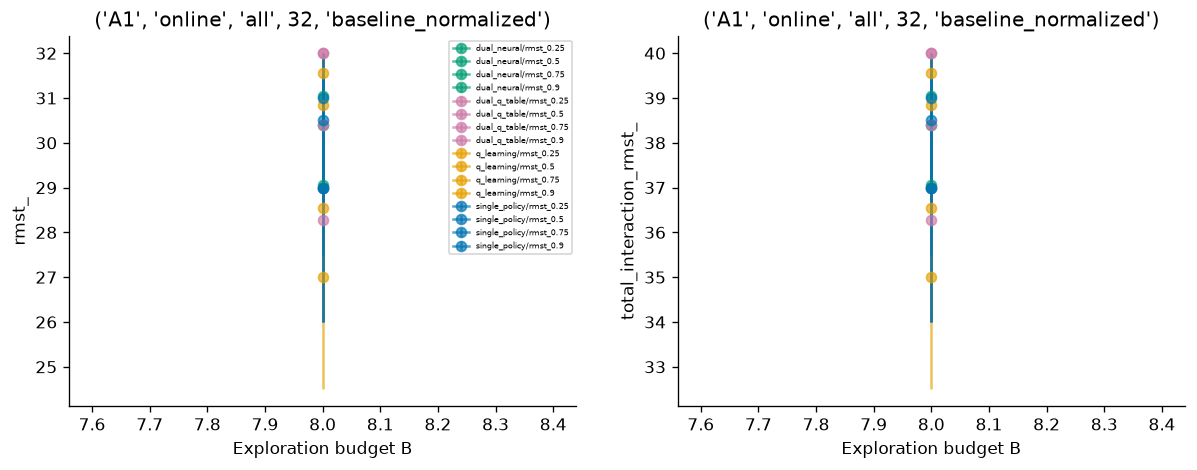 ('A1', 'online', 'all', 32, 'baseline_normalized')
32
31
30
29
28
27
26
25
rmst_
7.6 7.7 7.8 7.9 8.0 8.1 8.2 8.3 8.4
Exploration budget B
dual_neural/rmst_0.25
dual_neural/rmst_0.5
dual_neural/rmst_0.75
dual_neural/rmst_0.9
dual_q_table/rmst_0.25
dual_q_table/rmst_0.5
dual_q_table/rmst_0.75
dual_q_table/rmst_0.9
q_learning/rmst_0.25
q_learning/rmst_0.5
q_learning/rmst_0.75
q_learning/rmst_0.9
single_policy/rmst_0.25
single_policy/rmst_0.5
single_policy/rmst_0.75
single_policy/rmst_0.9
('A1', 'online', 'all', 32, 'baseline_normalized')
40
39
38
37
36
35
34
33
total_interaction_rmst_
7.6 7.7 7.8 7.9 8.0 8.1 8.2 8.3 8.4
Exploration budget B